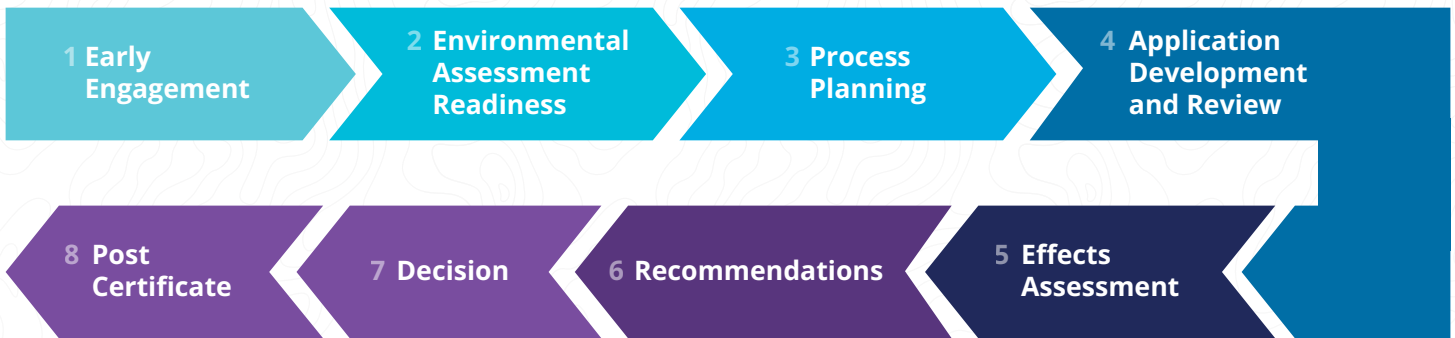 1 Early
Engagement
2 Environmental
Assessment
Readiness
3 Process
Planning
4 Application
Development
and Review
5 Effects
Assessment
6 Recommendations
7 Decision
8 Post
Certificate